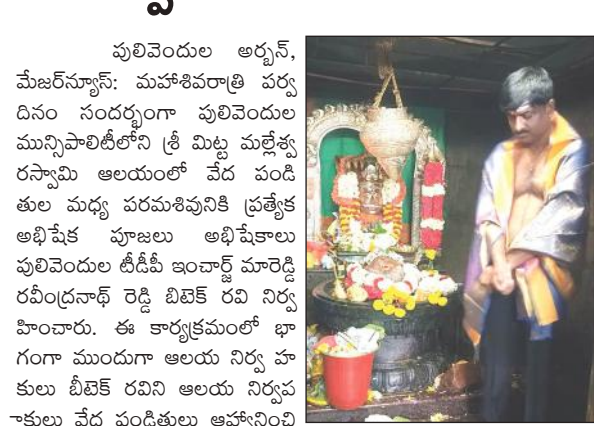 పులివెందుల అర్బన్,
మేజర్‌న్యూస్: మహాశివరాత్రి పర్వ
దినం సందర్భంగా పులివెందుల
మున్సిపాలిటీలోని శ్రీ మిట్ట మల్లేశ్వ
రస్వామి ఆలయంలో వేద పండి
తుల మధ్య పరమశివునికి ప్రత్యేక
అభిషేక పూజలు అభిషేకాలు
పులివెందుల టీడీపీ ఇంచార్జ్ మారెడ్డి
రవీంద్రనాథ్ రెడ్డి బిటెక్ రవి నిర్వ
హించారు. ఈ కార్యక్రమంలో భా
గంగా ముందుగా ఆలయ నిర్వ హ
కులు బీటెక్ రవిని ఆలయ నిర్వప
వేద పండితులు ఆహ్వానించి